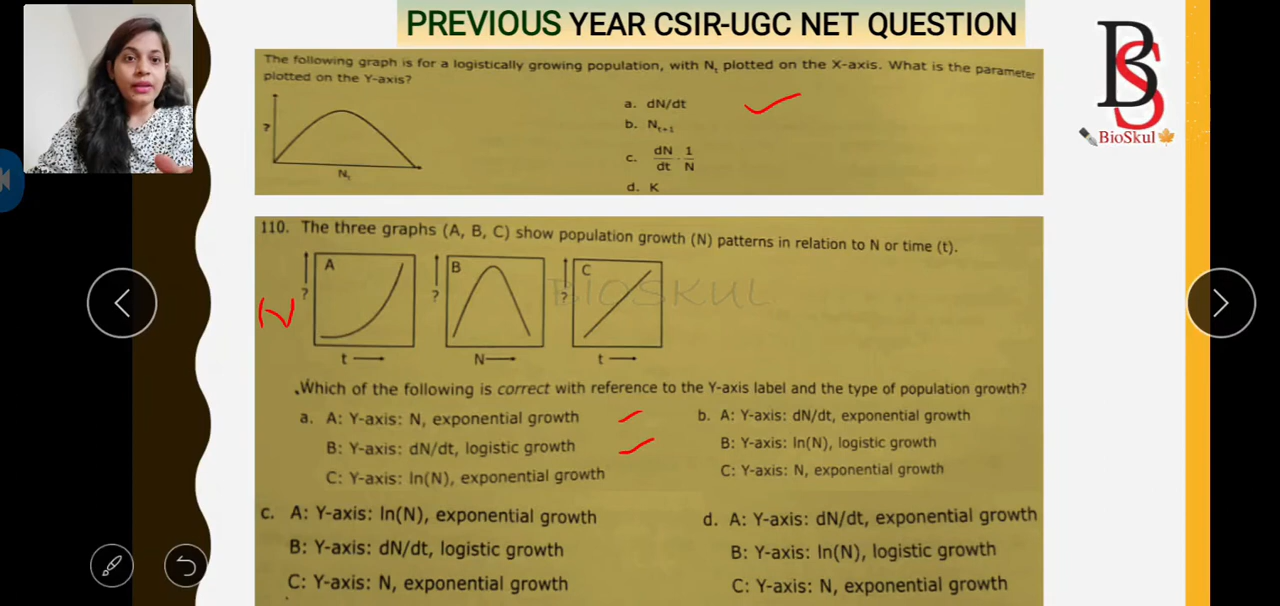 PREVIOUS YEAR CSIR-UGC NET QUESTION
BS
BioSkul
The following graph is for a logistically growing population, with Nt plotted on the X-axis. What is the parameter
plotted on the Y-axis?
?
Nt
a. dN/dt
b. Nt+1
c. dN/dt · 1/N
d. K
110. The three graphs (A, B, C) show population growth (N) patterns in relation to N or time (t).
A
B
C
?
?
?
N
BIOSKUL
t
N
t
Which of the following is correct with reference to the Y-axis label and the type of population growth?
a. A: Y-axis: N, exponential growth
B: Y-axis: dN/dt, logistic growth
C: Y-axis: ln(N), exponential growth
b. A: Y-axis: dN/dt, exponential growth
B: Y-axis: ln(N), logistic growth
C: Y-axis: N, exponential growth
c. A: Y-axis: ln(N), exponential growth
B: Y-axis: dN/dt, logistic growth
C: Y-axis: N, exponential growth
d. A: Y-axis: dN/dt, exponential growth
B: Y-axis: ln(N), logistic growth
C: Y-axis: N, exponential growth